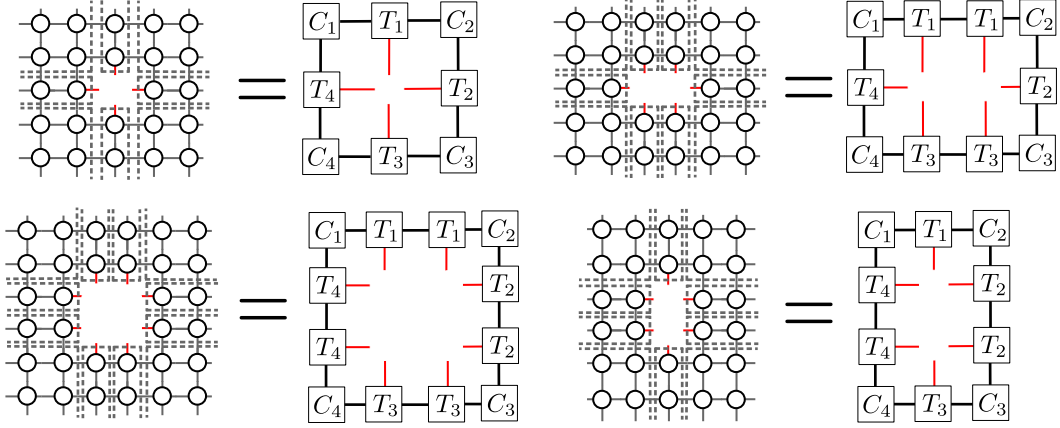 C₁ T₁ C₂ C₁ T₁ T₁ C₂
T₄ T₂ T₄ T₂
C₄ T₃ C₃ C₄ T₃ T₃ C₃
C₁ T₁ T₁ C₂ C₁ T₁ C₂
T₄ T₂ T₄ T₂
T₄ T₂ T₄ T₂
C₄ T₃ T₃ C₃ C₄ T₃ C₃